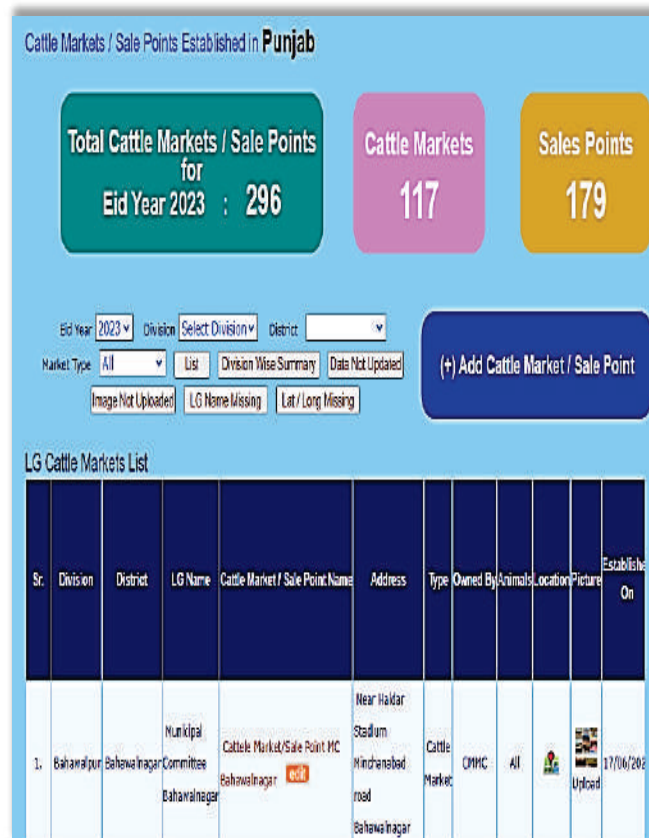 Cattle Markets / Sale Points Established in Punjab
Total Cattle Markets / Sale Points
for
Eid Year 2023 : 296
Cattle Markets
117
Sales Points
179
Eid Year 2023 Division Select Division District
Market Type All List Division Wise Summary Data Not Updated
Image Not Uploaded LG Name Missing Lat / Long Missing
(+) Add Cattle Market / Sale Point
LG Cattle Markets List
Sr. Division District LG Name Cattle Market / Sale Point Name Address Type Owned By Animals Location Picture Establishe
On
1. Bahawalpur Bahawalnagar
Municipal
Committee
Bahawalnagar
Cattele Market/Sale Point MC
Bahawalnagar edit
Near Haidar
Stadium
Minchanabad
road
Bahawalnagar
Cattle
Market
CMMC
All
Upload
17/06/202